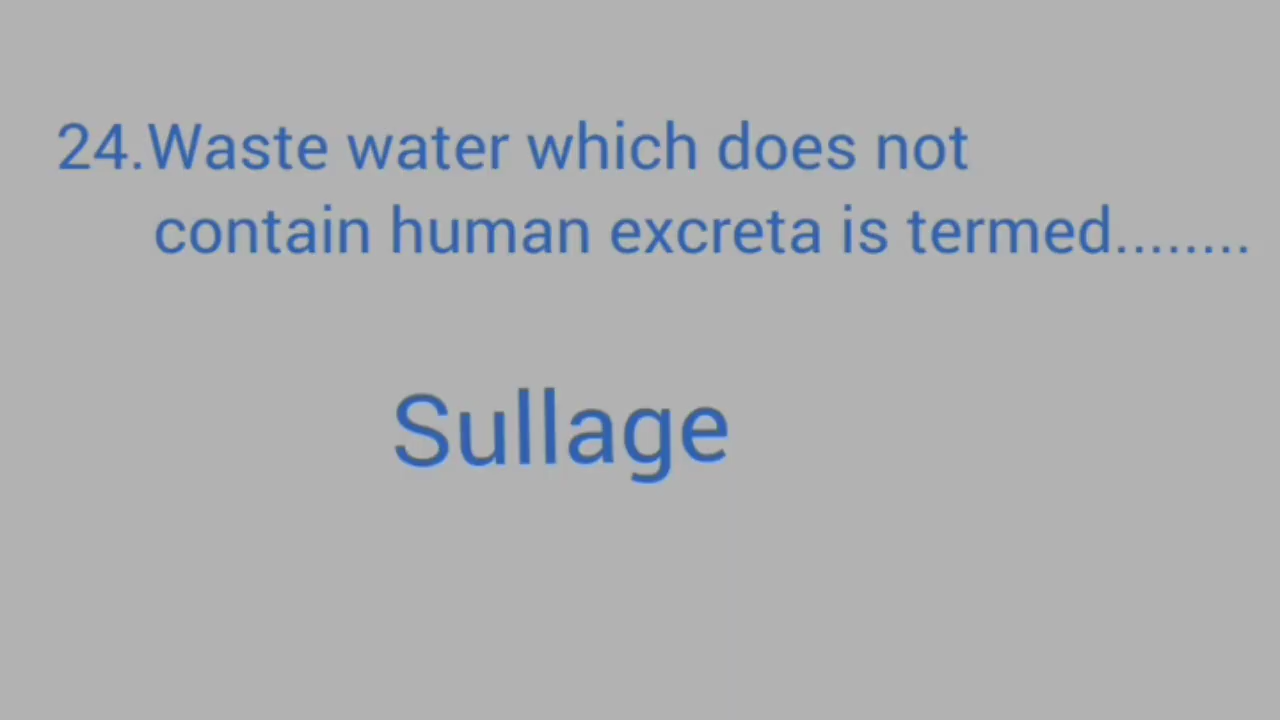 24.Waste water which does not
contain human excreta is termed........
Sullage